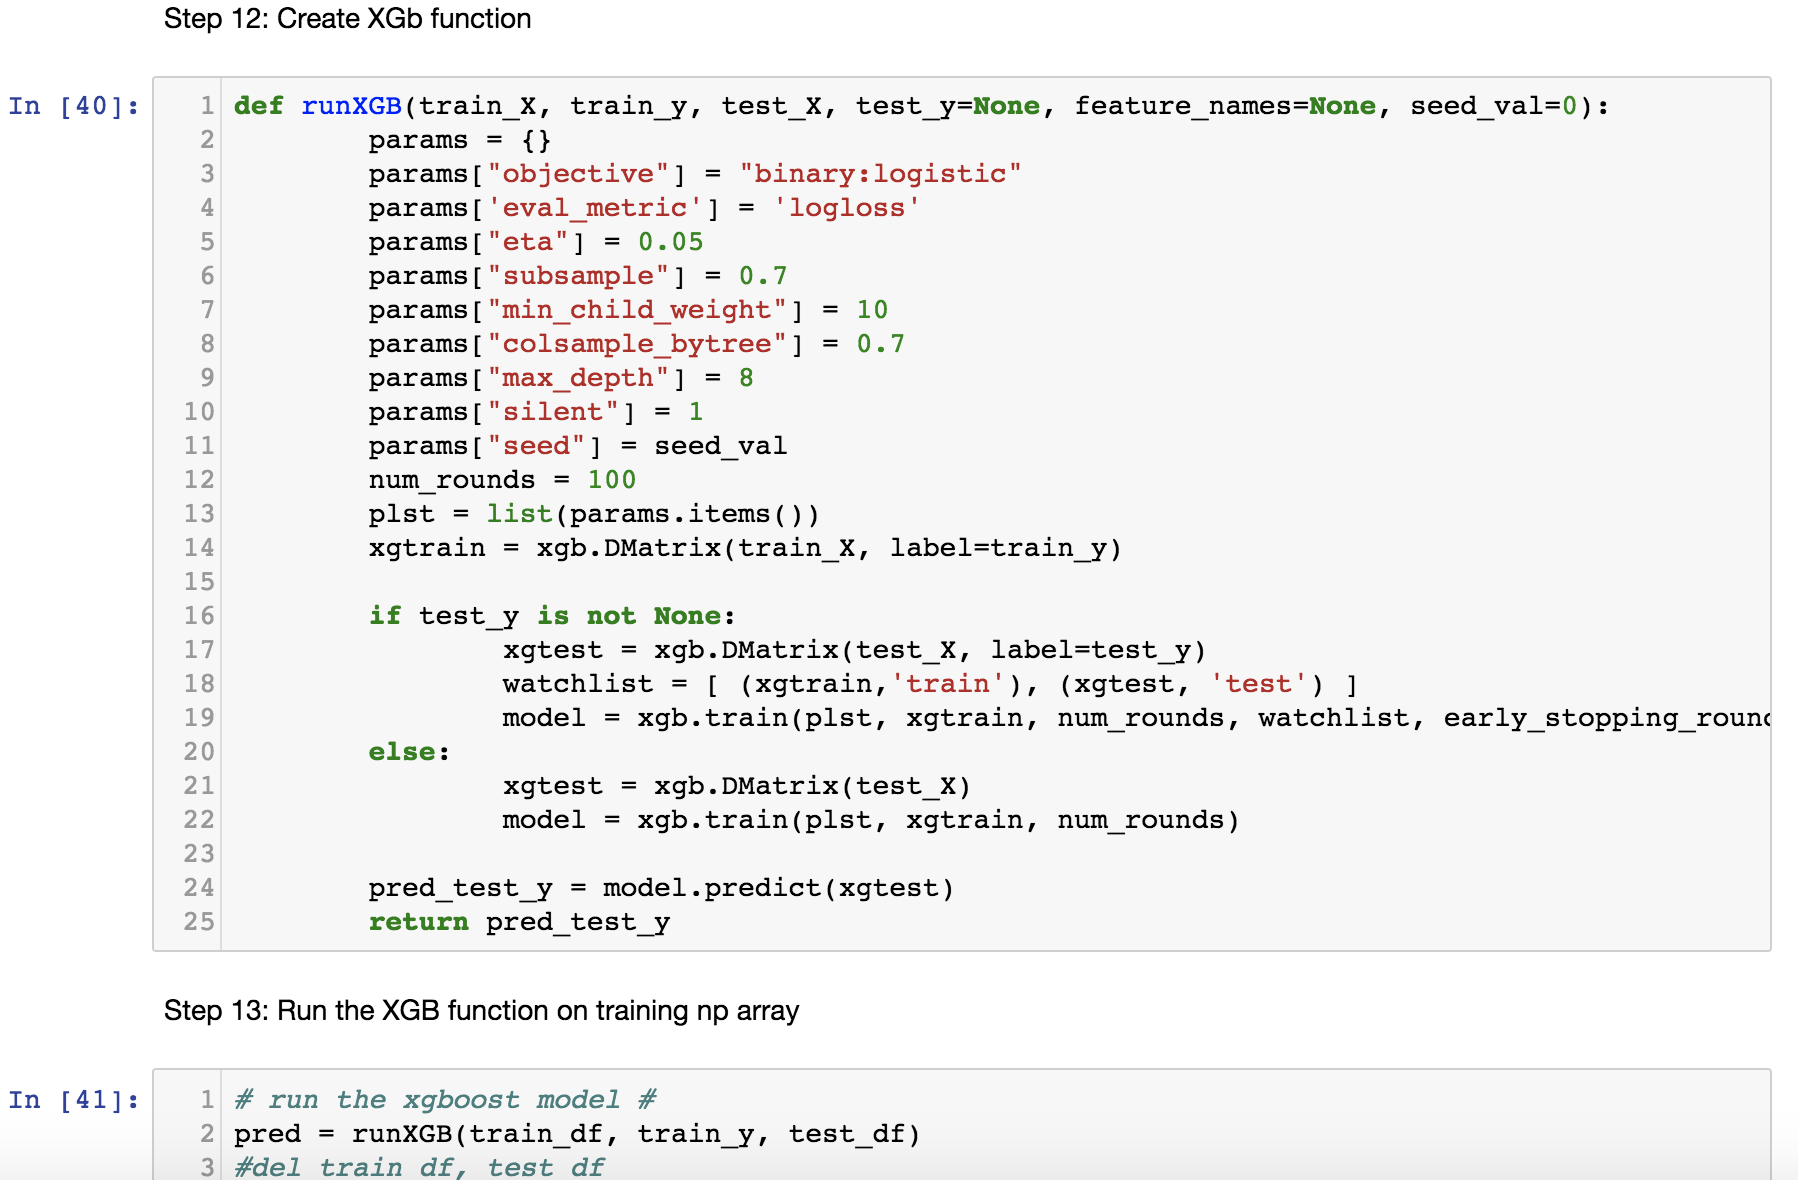 Step 12: Create XGb function
In [40]:
1 def runXGB(train_X, train_y, test_X, test_y=None, feature_names=None, seed_val=0):
2         params = {}
3         params["objective"] = "binary:logistic"
4         params['eval_metric'] = 'logloss'
5         params["eta"] = 0.05
6         params["subsample"] = 0.7
7         params["min_child_weight"] = 10
8         params["colsample_bytree"] = 0.7
9         params["max_depth"] = 8
10         params["silent"] = 1
11         params["seed"] = seed_val
12         num_rounds = 100
13         plst = list(params.items())
14         xgtrain = xgb.DMatrix(train_X, label=train_y)
15
16         if test_y is not None:
17                 xgtest = xgb.DMatrix(test_X, label=test_y)
18                 watchlist = [ (xgtrain,'train'), (xgtest, 'test') ]
19                 model = xgb.train(plst, xgtrain, num_rounds, watchlist, early_stopping_roun
20         else:
21                 xgtest = xgb.DMatrix(test_X)
22                 model = xgb.train(plst, xgtrain, num_rounds)
23
24         pred_test_y = model.predict(xgtest)
25         return pred_test_y
Step 13: Run the XGB function on training np array
In [41]:
1 # run the xgboost model #
2 pred = runXGB(train_df, train_y, test_df)
3 #del train_df, test_df